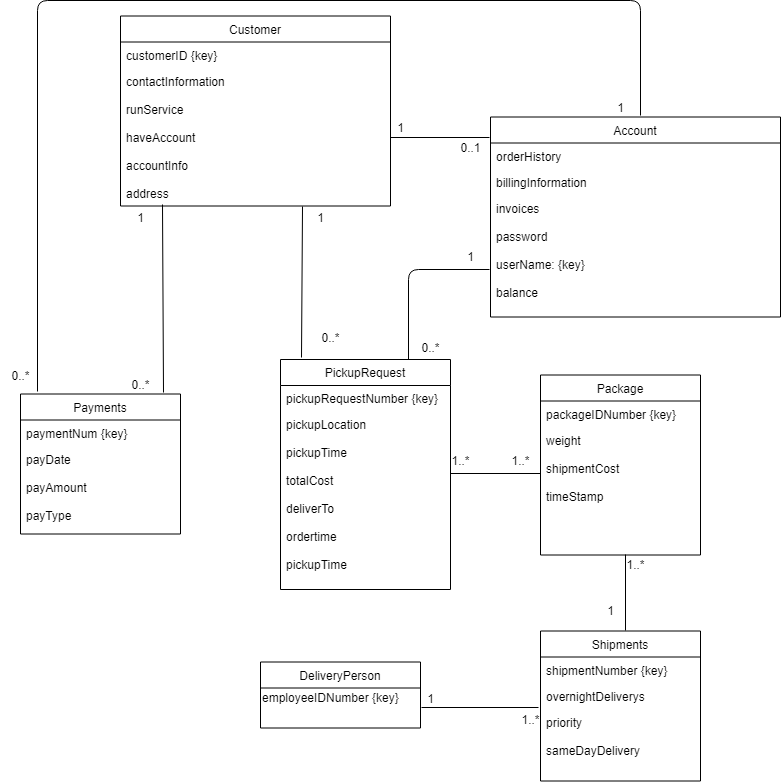 Customer
customerID {key}
contactInformation
runService
haveAccount
accountInfo
address
1
1
0..1
1
Account
orderHistory
billingInformation
invoices
password
userName: {key}
balance
1
1
1
0..*
0..*
0..*
0..*
Payments
paymentNum {key}
payDate
payAmount
payType
PickupRequest
pickupRequestNumber {key}
pickupLocation
pickupTime
totalCost
deliverTo
ordertime
pickupTime
1..*
1..*
Package
packageIDNumber {key}
weight
shipmentCost
timeStamp
1..*
1
Shipments
shipmentNumber {key}
overnightDeliverys
priority
sameDayDelivery
DeliveryPerson
employeeIDNumber {key}
1
1..*